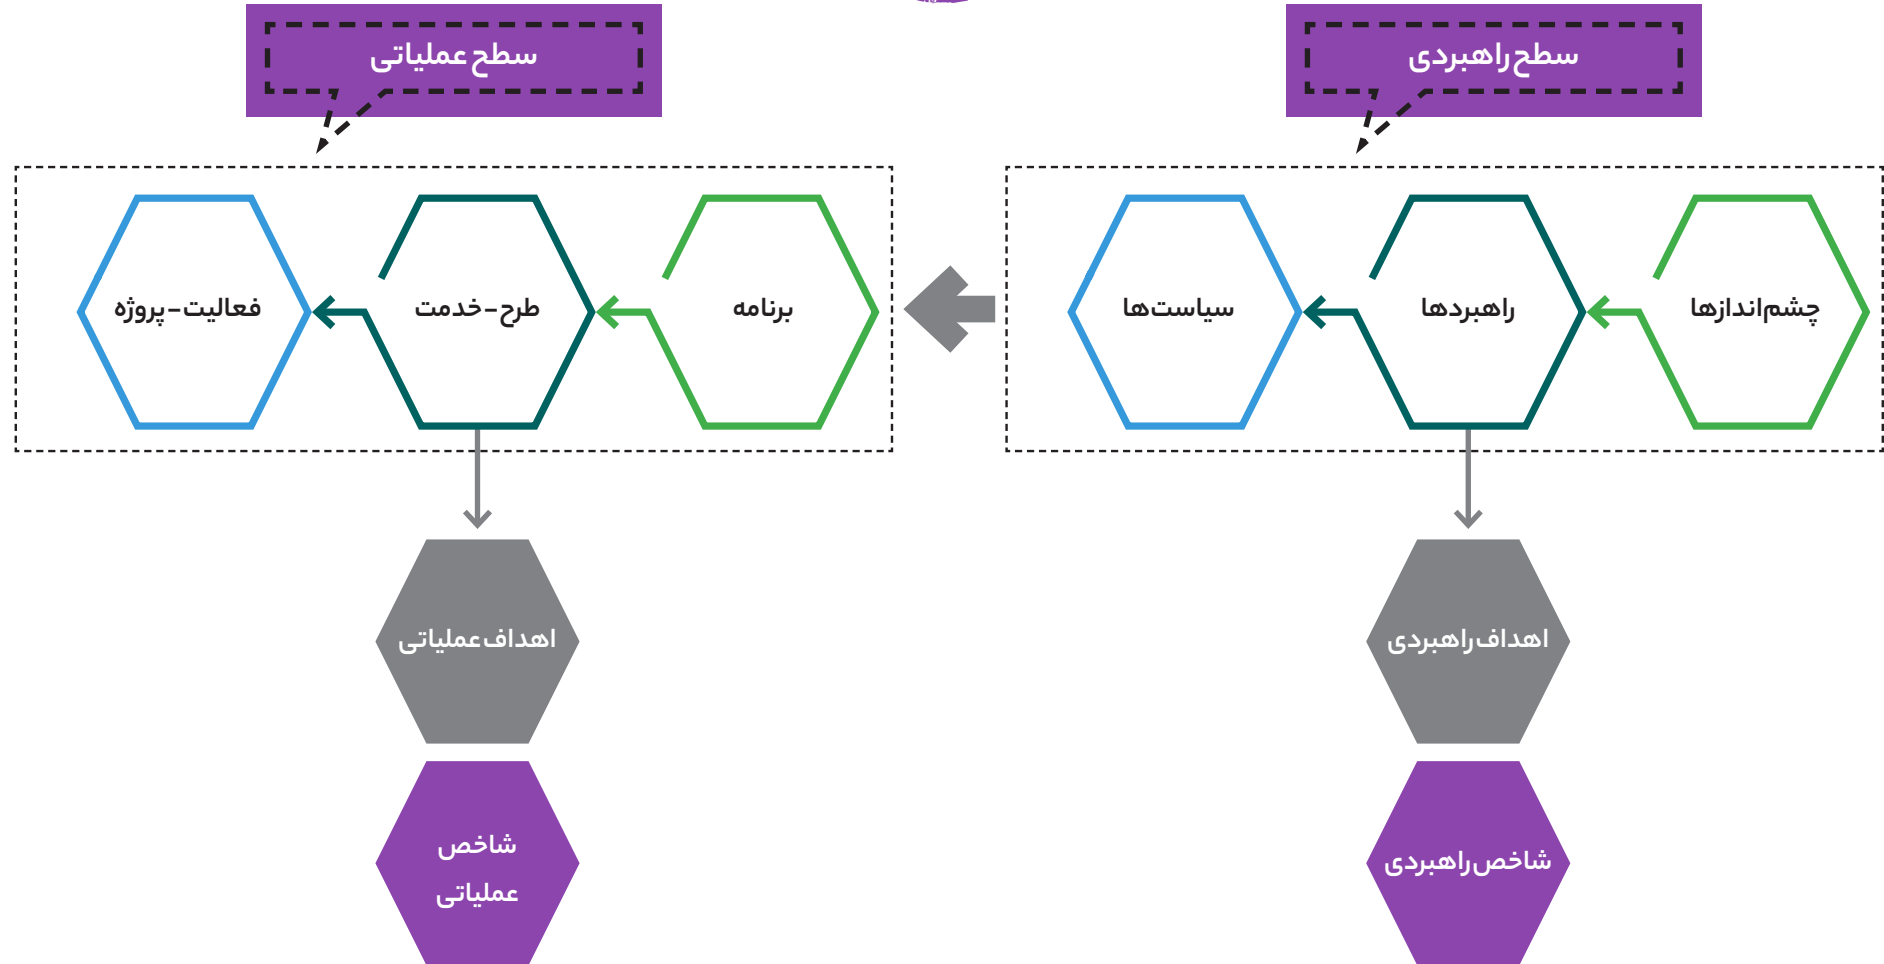 سطح راهبردی
سطح عملیاتی
چشم‌اندازها
راهبردها
سیاست‌ها
برنامه
طرح-خدمت
فعالیت-پروژه
اهداف راهبردی
اهداف عملیاتی
شاخص راهبردی
شاخص
عملیاتی